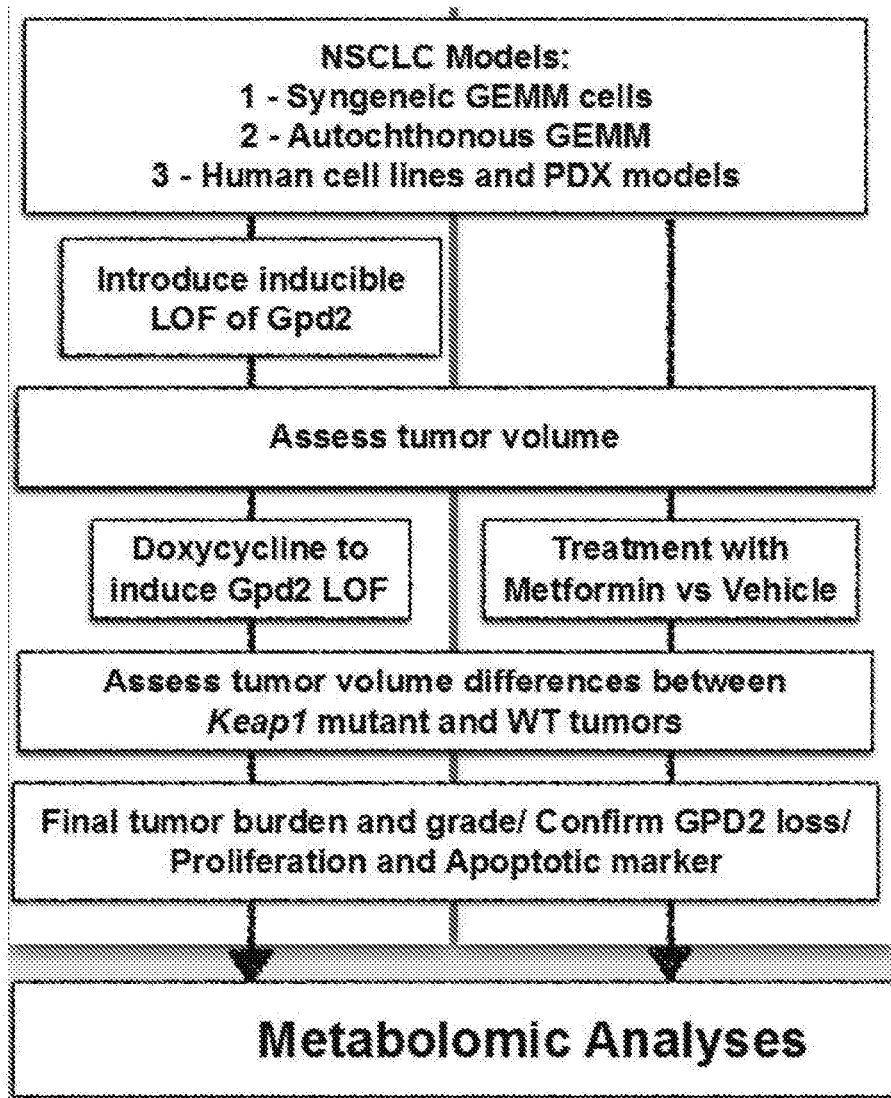 NSCLC Models:
1 - Syngeneic GEMM cells
2 - Autochthonous GEMM
3 - Human cell lines and PDX models
Introduce inducible
LOF of Gpd2
Assess tumor volume
Doxycycline to
induce Gpd2 LOF
Treatment with
Metformin vs Vehicle
Assess tumor volume differences between
Keap1 mutant and WT tumors
Final tumor burden and grade/ Confirm GPD2 loss/
Proliferation and Apoptotic marker
Metabolomic Analyses